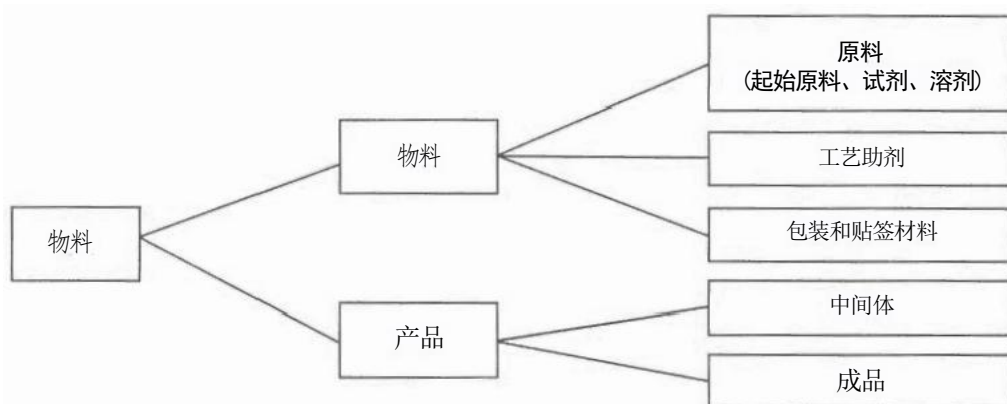 物料
物料
产品
原料
(起始原料、试剂、溶剂)
工艺助剂
包装和贴签材料
中间体
成品